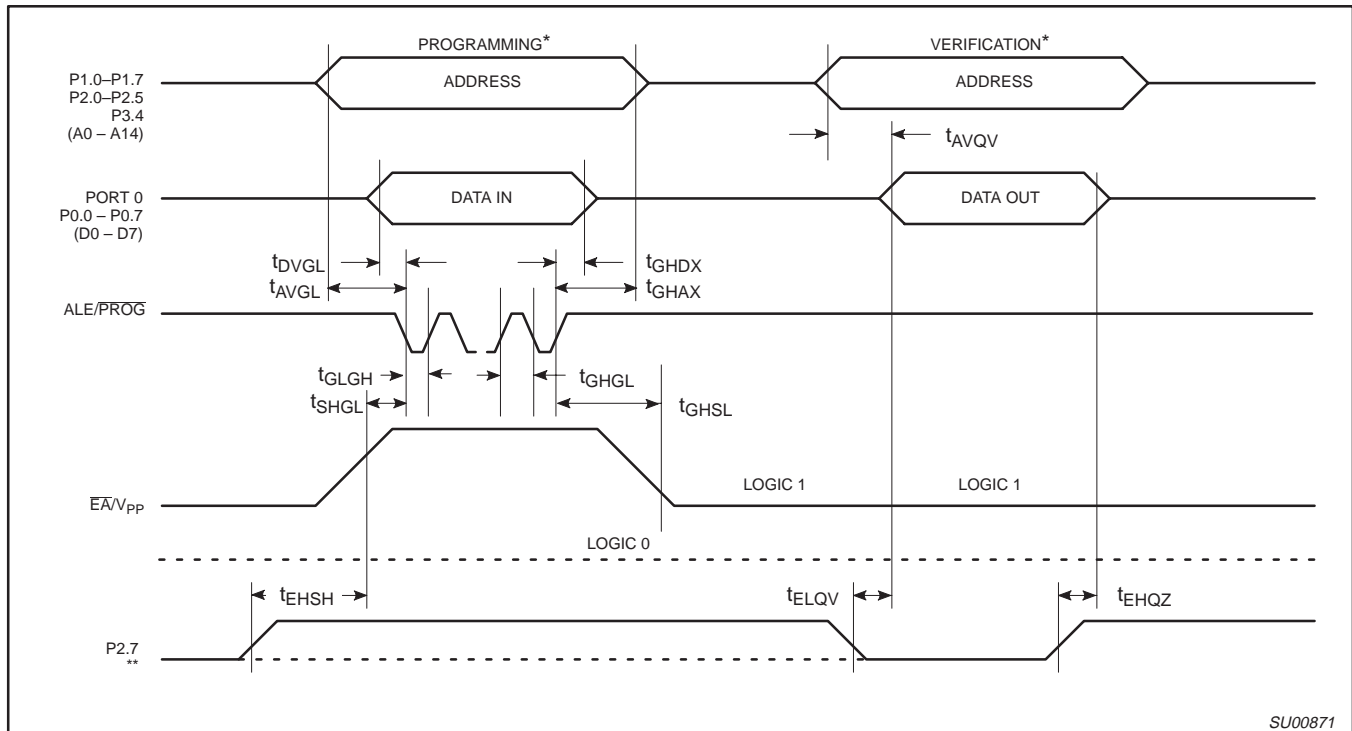 PROGRAMMING*
VERIFICATION*
P1.0–P1.7
P2.0–P2.5
P3.4
(A0 – A14)
ADDRESS
ADDRESS
tAVQV
PORT 0
P0.0 – P0.7
(D0 – D7)
DATA IN
DATA OUT
tDVGL
tGHDX
tAVGL
tGHAX
ALE/PROG
tGLGH
tGHGL
tSHGL
tGHSL
EA/VPP
LOGIC 1
LOGIC 1
LOGIC 0
tEHSH
tELQV
tEHQZ
P2.7
**
SU00871